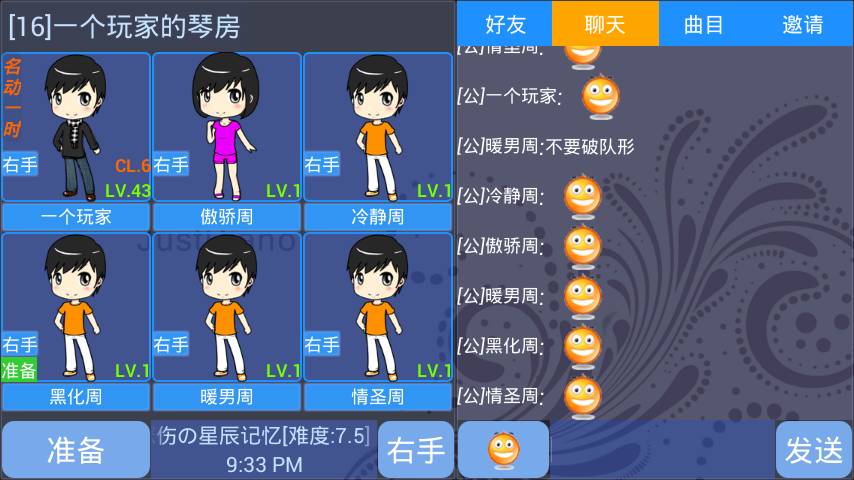 [16]一个玩家的琴房
好友
聊天
曲目
邀请
名动一时
右手
CL.6
LV.43
一个玩家
右手
LV.1
傲骄周
右手
LV.1
冷静周
右手
准备
LV.1
黑化周
右手
LV.1
暖男周
右手
LV.1
情圣周
[公]情圣周:
[公]一个玩家:
[公]暖男周:不要破队形
[公]冷静周:
[公]傲骄周:
[公]暖男周:
[公]黑化周:
[公]情圣周:
准备
伤の星辰记忆[难度:7.5]
9:33 PM
右手
发送